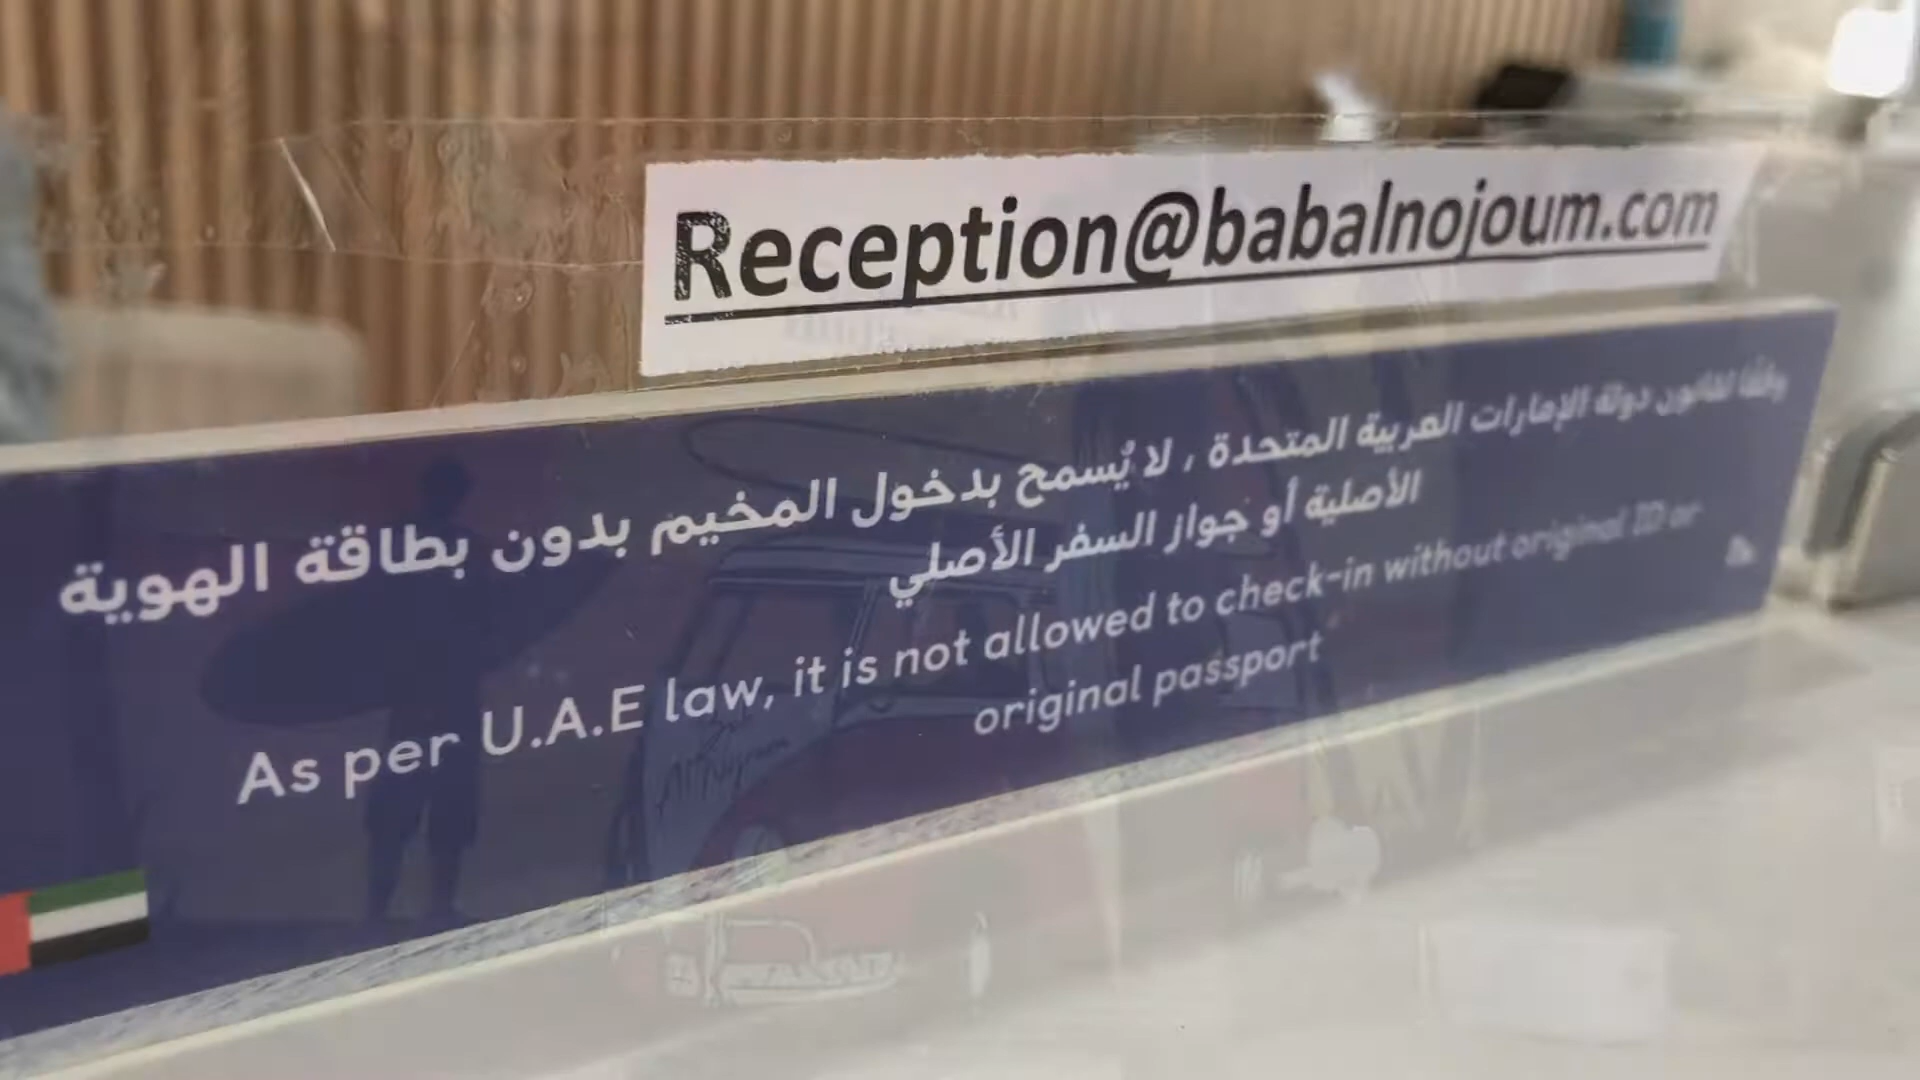 Reception@babalnojoum.com
وفقًا لقانون دولة الإمارات العربية المتحدة ، لا يُسمح بدخول المخيم بدون بطاقة الهوية
الأصلية أو جواز السفر الأصلي
As per U.A.E law, it is not allowed to check-in without original ID or
original passport